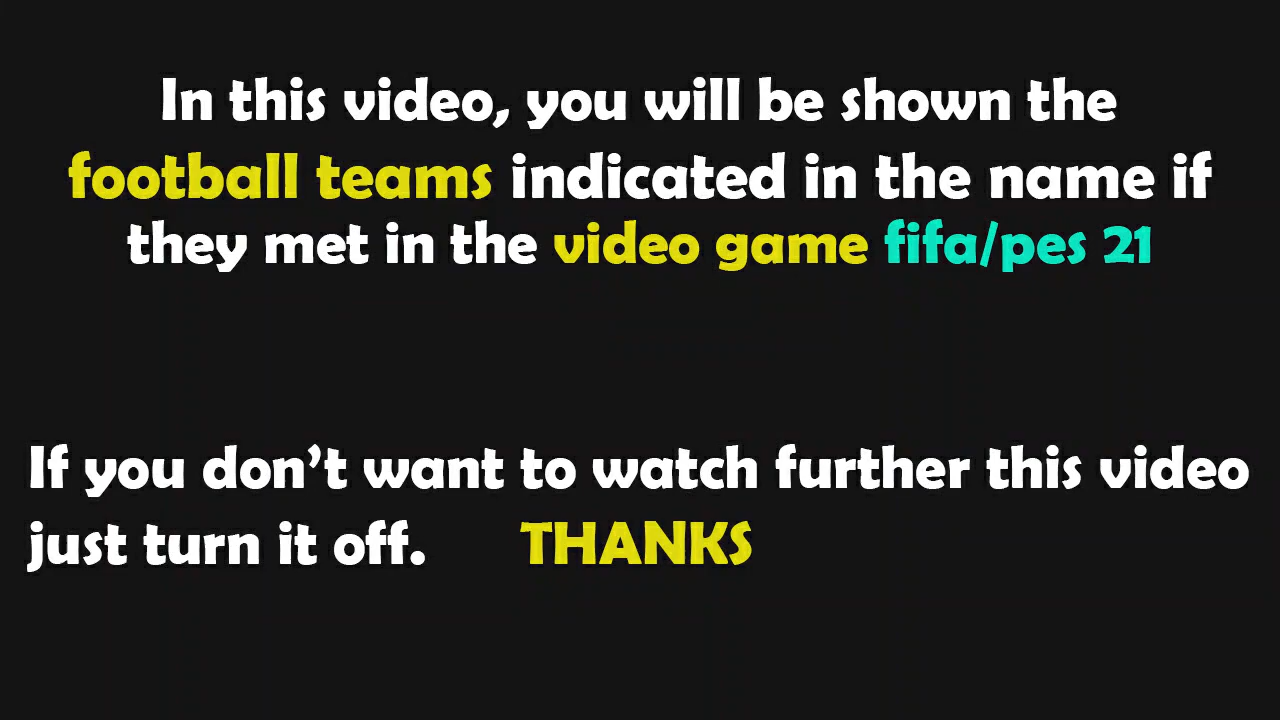 In this video, you will be shown the
football teams indicated in the name if
they met in the video game fifa/pes 21
If you don't want to watch further this video
just turn it off. THANKS